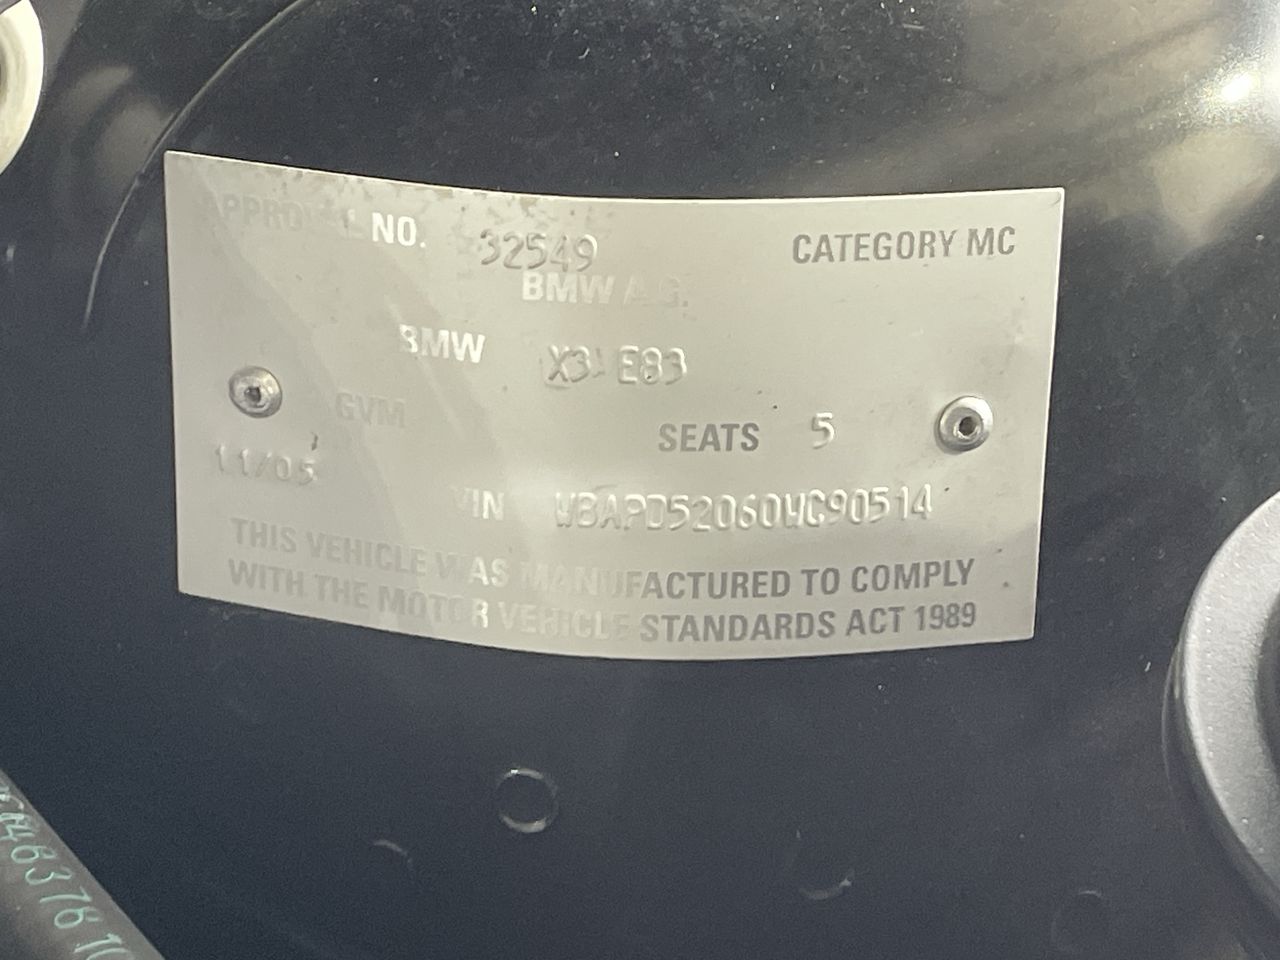 APPROVAL NO. 32549 CATEGORY MC
BMW A.G.
BMW X3 E83
GVM SEATS 5
11/05
VIN WBAPD52060WC90514
THIS VEHICLE WAS MANUFACTURED TO COMPLY
WITH THE MOTOR VEHICLE STANDARDS ACT 1989